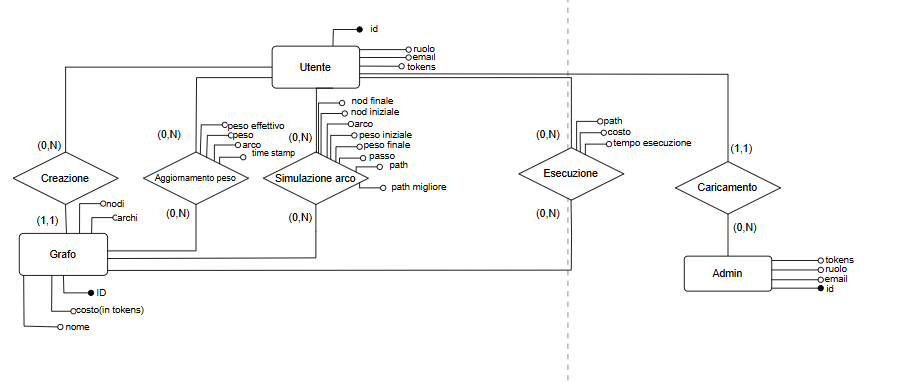 id
ruolo
email
tokens
Utente
nod finale
nod iniziale
arco
peso iniziale
peso finale
passo
path
path migliore
peso effettivo
peso
arco
time stamp
path
costo
tempo esecuzione
(0,N)
(0,N)
(0,N)
(0,N)
(1,1)
Creazione
Aggiornamento peso
Simulazione arco
Esecuzione
Caricamento
(1,1)
(0,N)
(0,N)
(0,N)
(0,N)
nodi
archi
Grafo
ID
costo(in tokens)
nome
Admin
tokens
ruolo
email
id